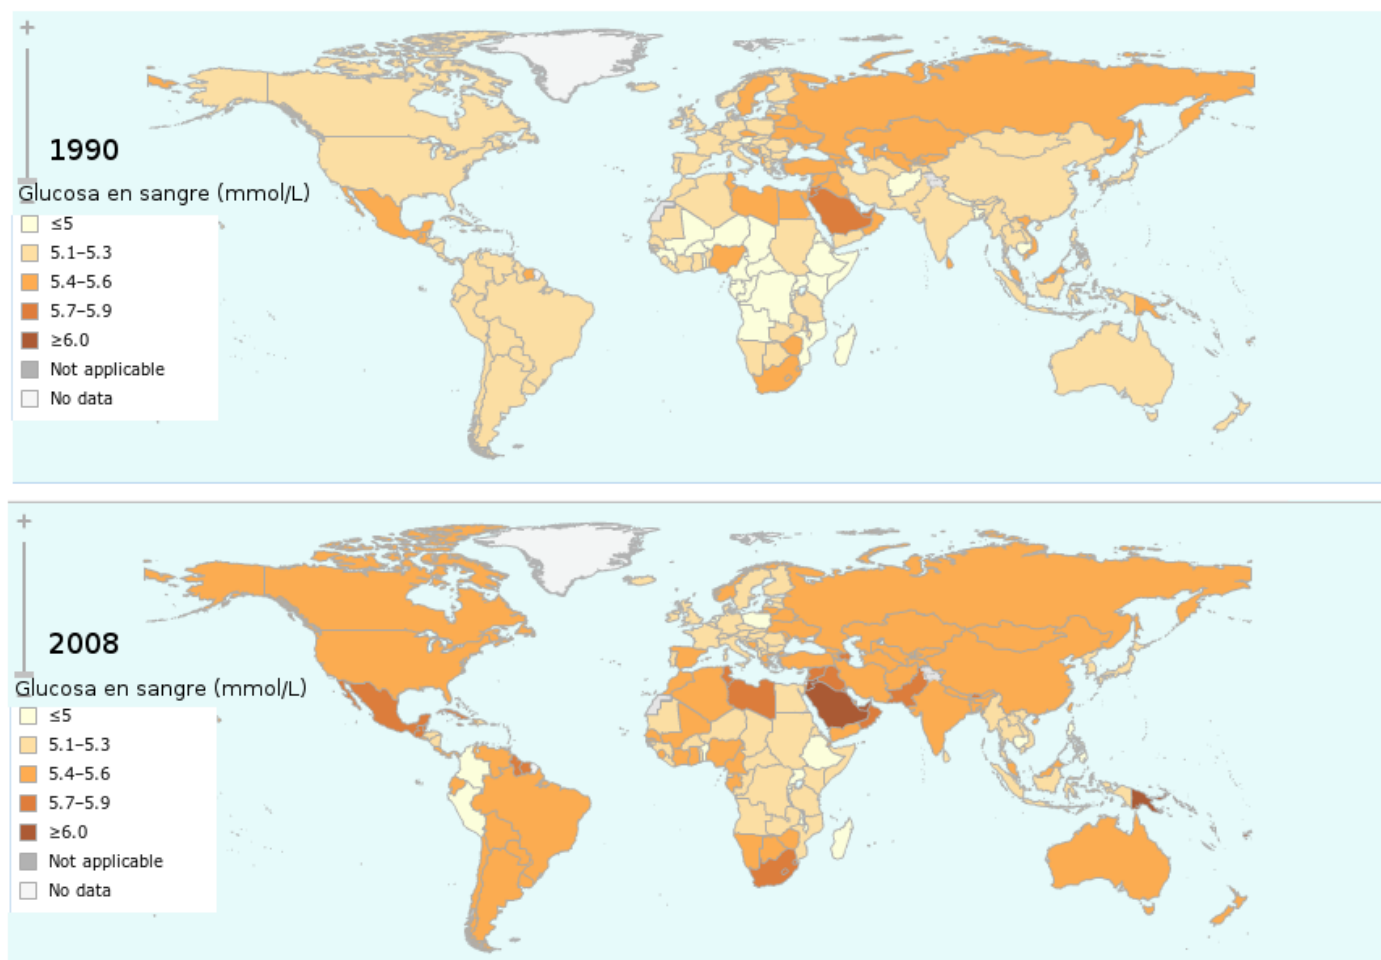 +
1990
Glucosa en sangre (mmol/L)
≤5
5.1–5.3
5.4–5.6
5.7–5.9
≥6.0
Not applicable
No data
+
2008
Glucosa en sangre (mmol/L)
≤5
5.1–5.3
5.4–5.6
5.7–5.9
≥6.0
Not applicable
No data